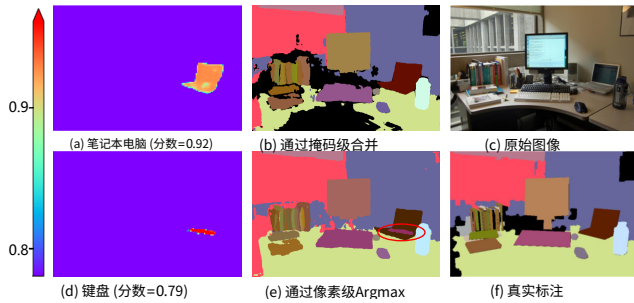 0.9
0.8
(a) 笔记本电脑 (分数=0.92)
(b) 通过掩码级合并
(c) 原始图像
(d) 键盘 (分数=0.79)
(e) 通过像素级Argmax
(f) 真实标注